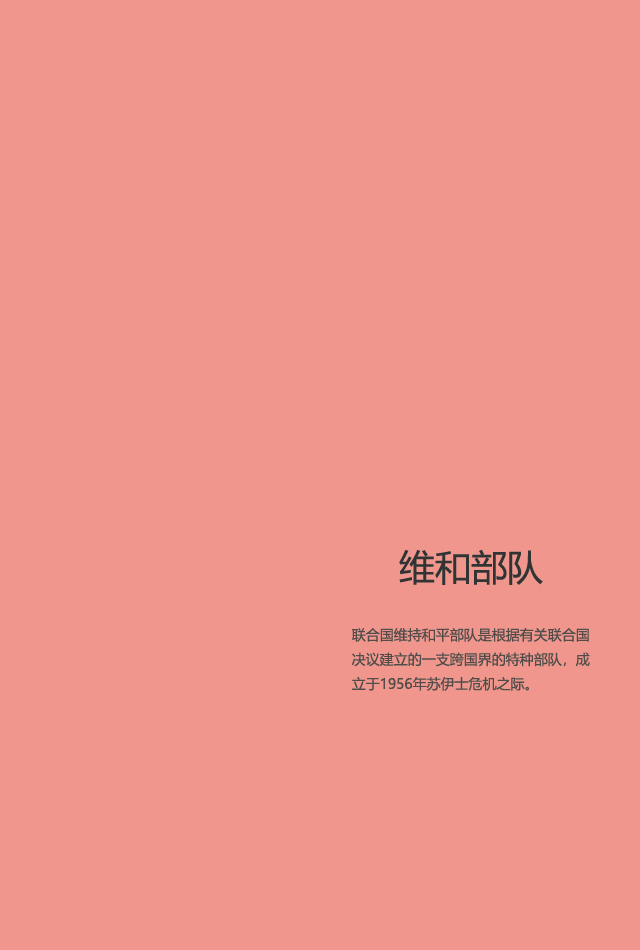 维和部队
联合国维持和平部队是根据有关联合国
决议建立的一支跨国界的特种部队，成
立于1956年苏伊士危机之际。